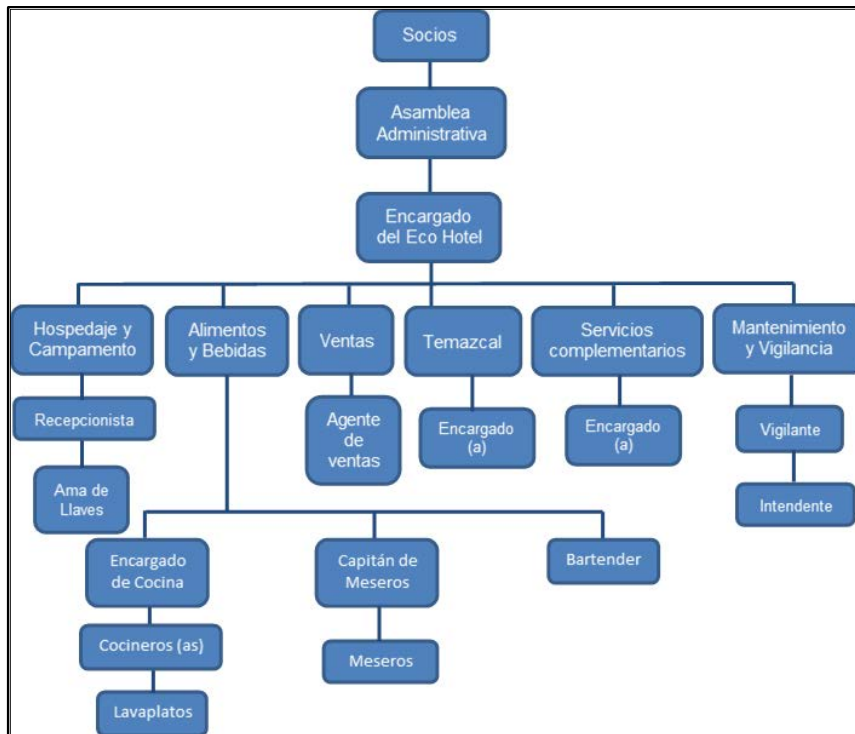 Socios
Asamblea
Administrativa
Encargado
del Eco Hotel
Hospedaje y
Campamento
Alimentos
y Bebidas
Ventas
Temazcal
Servicios
complementarios
Mantenimiento
y Vigilancia
Recepcionista
Agente
de
ventas
Encargado
(a)
Encargado
(a)
Vigilante
Ama de
Llaves
Intendente
Encargado
de Cocina
Capitán de
Meseros
Bartender
Cocineros (as)
Meseros
Lavaplatos